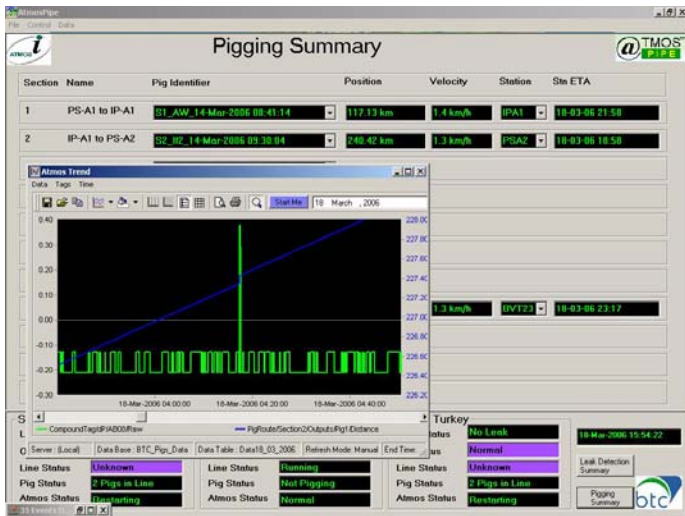 AtmosPipe
File Control Data
ATMOS i
Pigging Summary
@TMOS™ PIPE
Section Name Pig Identifier Position Velocity Station Stn ETA
1 PS-A1 to IP-A1 S1_AW_14-Mar-2006 08:41:14 117.13 km 1.4 km/h IPA1 18-03-06 21:58
2 IP-A1 to PS-A2 240.42 km 1.3 km/h PSA2 18-03-06 18:58
Atmos Trend
Data Tags Time
Start Me 18 March , 2006
0.40 228.00
0.30 227.80
227.60
0.20 227.40
0.10 227.20
0.00 227.00
-0.10 226.80
226.60
-0.20 226.40
-0.30 226.20
18-Mar-2006 04:00:00 18-Mar-2006 04:20:00 18-Mar-2006 04:40:00
1.3 km/h BVT23 18-03-06 23:17
PigRoute/Section2/Outputs/Pig1/Distance
Server : (Local) Data Base : BTC_Pigs_Data Data Table : Data18_03_2006 Refresh Mode: Manual End Time:
Turkey
No Leak
Normal
18-Mar-2006 15:54:22
Line Status Unknown Line Status Running Line Status Unknown
Pig Status 2 Pigs in Line Pig Status Not Pigging Pig Status 2 Pigs in Line
Atmos Status Restarting Atmos Status Normal Atmos Status Restarting
Leak Detection Summary
Pigging Summary
btc